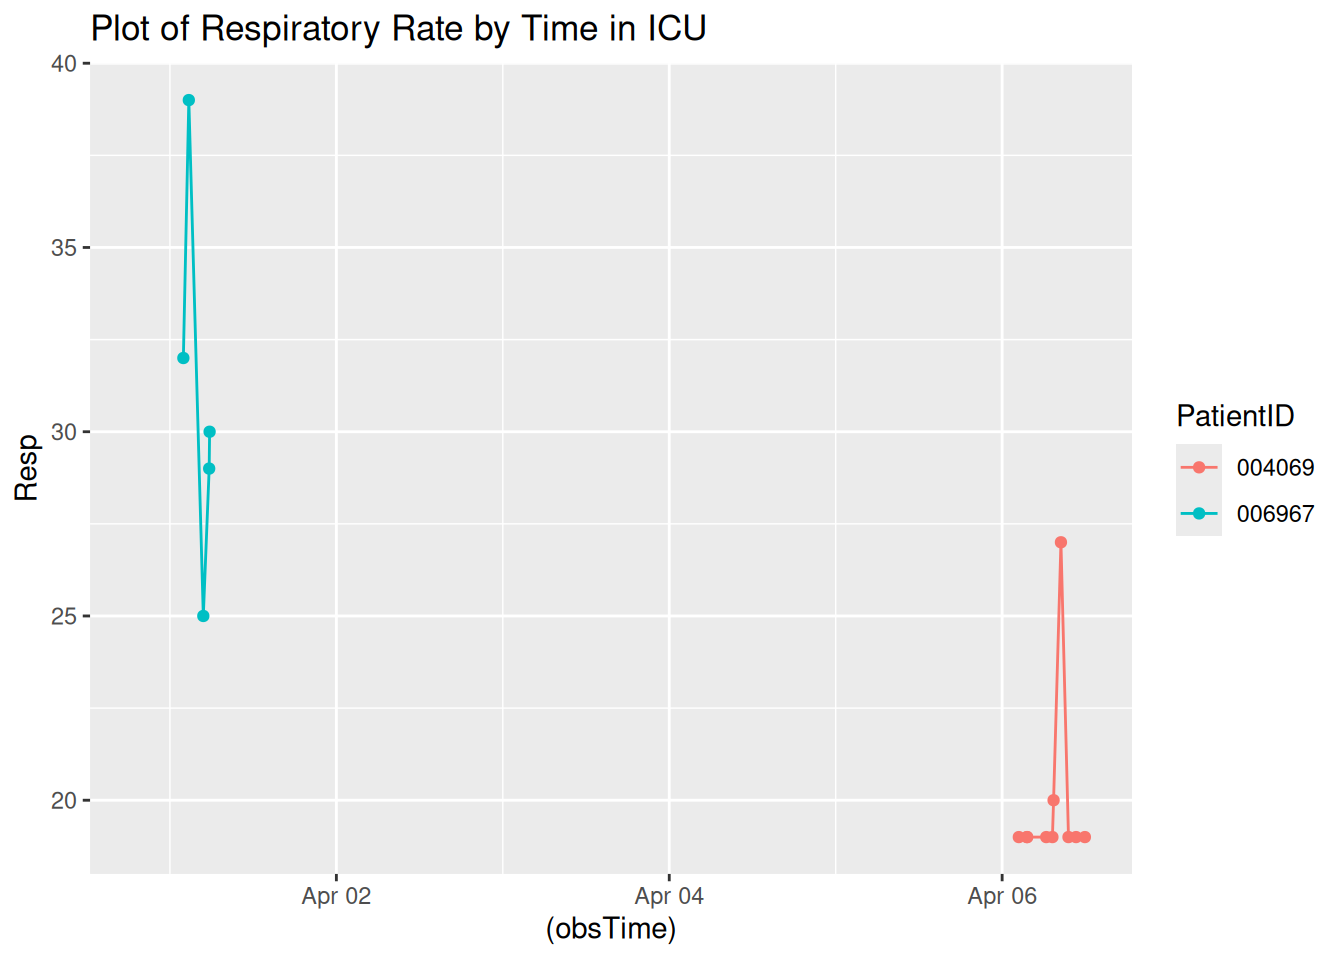 Plot of Respiratory Rate by Time in ICU
40
35
30
25
20
Resp
Apr 02
Apr 04
Apr 06
(obsTime)
PatientID
004069
006967